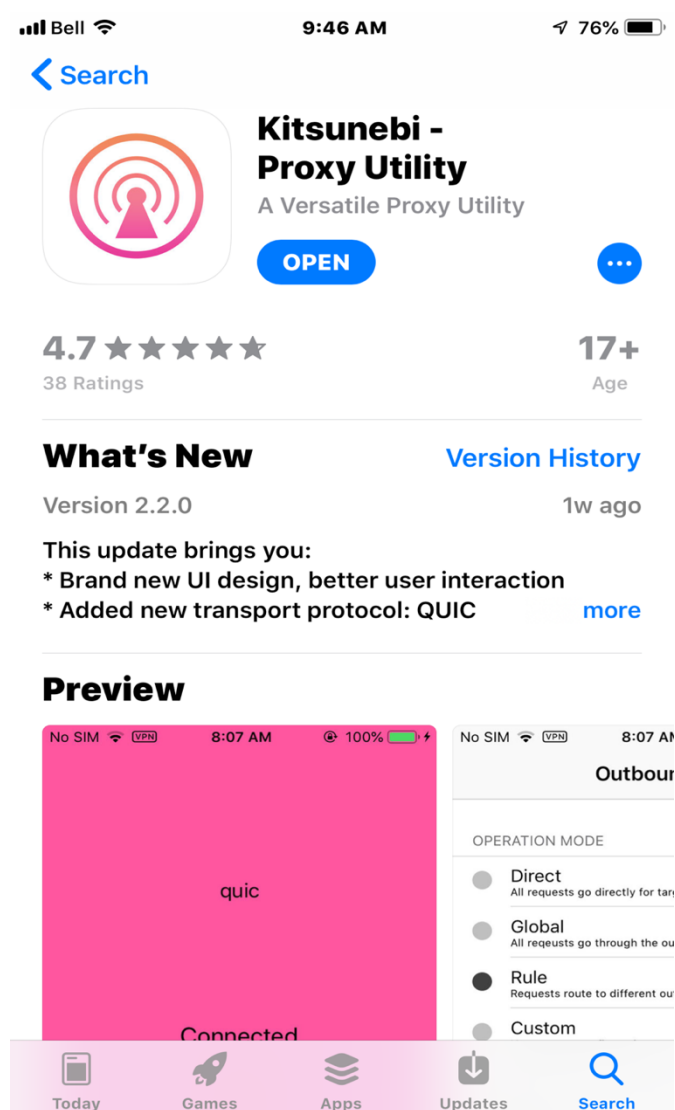 Bell 9:46 AM 76%
Search
Kitsunebi -
Proxy Utility
A Versatile Proxy Utility
OPEN
4.7 17+
38 Ratings Age
What's New Version History
Version 2.2.0 1w ago
This update brings you:
* Brand new UI design, better user interaction
* Added new transport protocol: QUIC more
Preview
No SIM VPN 8:07 AM 100%
quic
Connected
No SIM VPN 8:07 AM
Outbour
OPERATION MODE
Direct
All requests go directly for targ
Global
All reqeusts go through the ou
Rule
Requests route to different out
Custom
Today Games Apps Updates Search